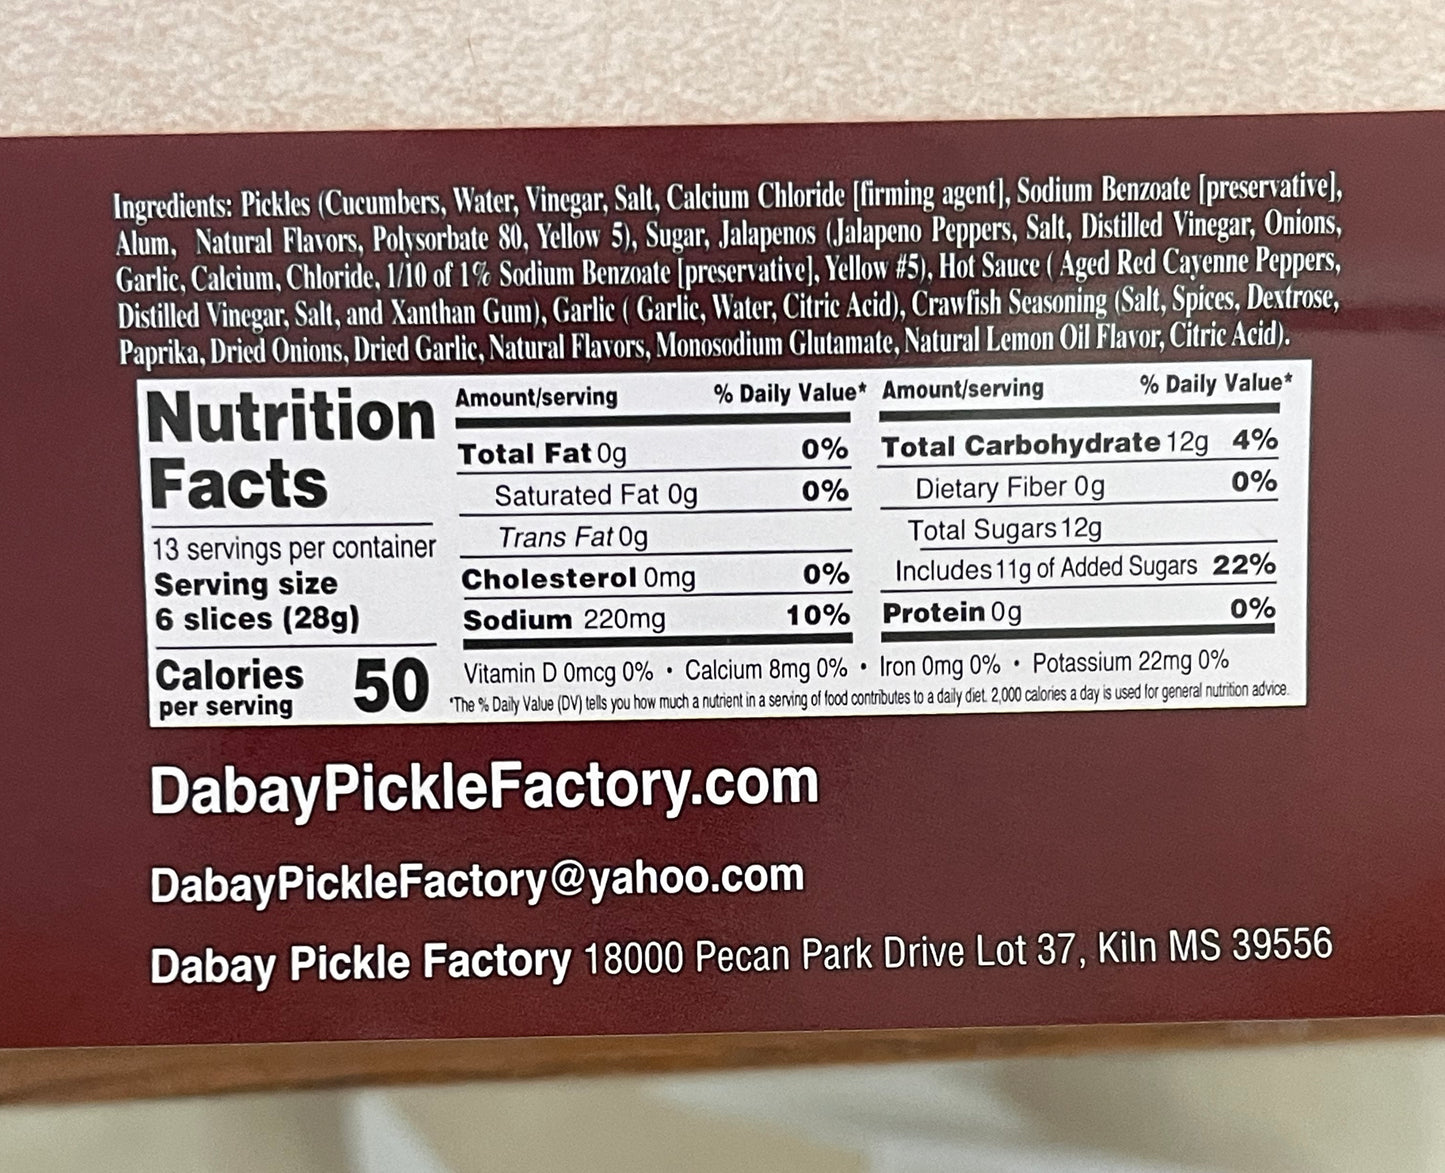 Ingredients: Pickles (Cucumbers, Water, Vinegar, Salt, Calcium Chloride [firming agent], Sodium Benzoate [preservative],
Alum, Natural Flavors, Polysorbate 80, Yellow 5), Sugar, Jalapenos (Jalapeno Peppers, Salt, Distilled Vinegar, Onions,
Garlic, Calcium, Chloride, 1/10 of 1% Sodium Benzoate [preservative], Yellow #5), Hot Sauce ( Aged Red Cayenne Peppers,
Distilled Vinegar, Salt, and Xanthan Gum), Garlic ( Garlic, Water, Citric Acid), Crawfish Seasoning (Salt, Spices, Dextrose,
Paprika, Dried Onions, Dried Garlic, Natural Flavors, Monosodium Glutamate, Natural Lemon Oil Flavor, Citric Acid).
Nutrition
Facts
13 servings per container
Serving size
6 slices (28g)
Calories 50
per serving
Amount/serving % Daily Value*
Total Fat 0g 0%
Saturated Fat 0g 0%
Trans Fat 0g
Cholesterol 0mg 0%
Sodium 220mg 10%
Amount/serving % Daily Value*
Total Carbohydrate 12g 4%
Dietary Fiber 0g 0%
Total Sugars 12g
Includes 11g of Added Sugars 22%
Protein 0g 0%
Vitamin D 0mcg 0% • Calcium 8mg 0% • Iron 0mg 0% • Potassium 22mg 0%
*The % Daily Value (DV) tells you how much a nutrient in a serving of food contributes to a daily diet. 2,000 calories a day is used for general nutrition advice.
DabayPickleFactory.com
DabayPickleFactory@yahoo.com
Dabay Pickle Factory 18000 Pecan Park Drive Lot 37, Kiln MS 39556